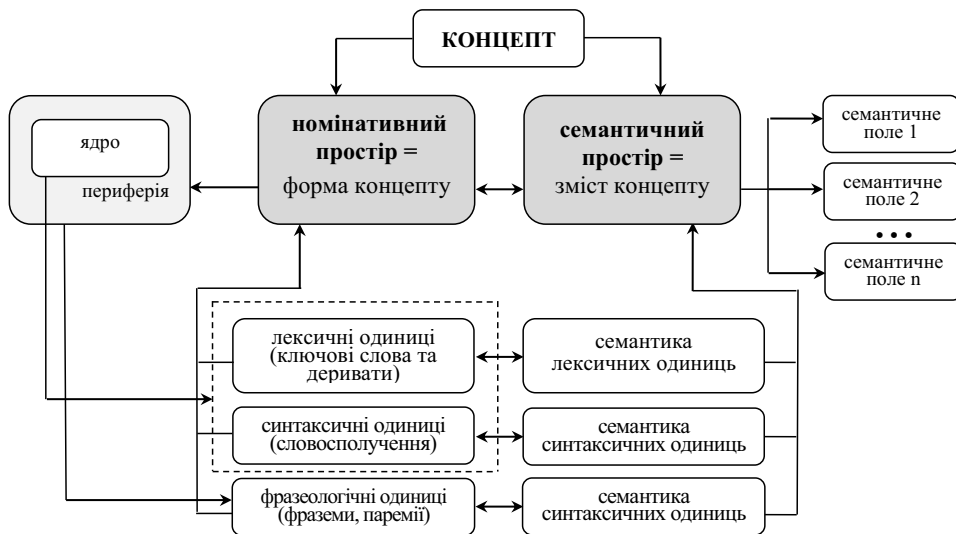 КОНЦЕПТ
ядро
периферія
номінативний
простір =
форма концепту
семантичний
простір =
зміст концепту
семантичне
поле 1
семантичне
поле 2
• • •
семантичне
поле n
лексичні одиниці
(ключові слова та
деривати)
семантика
лексичних одиниць
синтаксичні одиниці
(словосполучення)
семантика
синтаксичних одиниць
фразеологічні одиниці
(фраземи, паремії)
семантика
синтаксичних одиниць